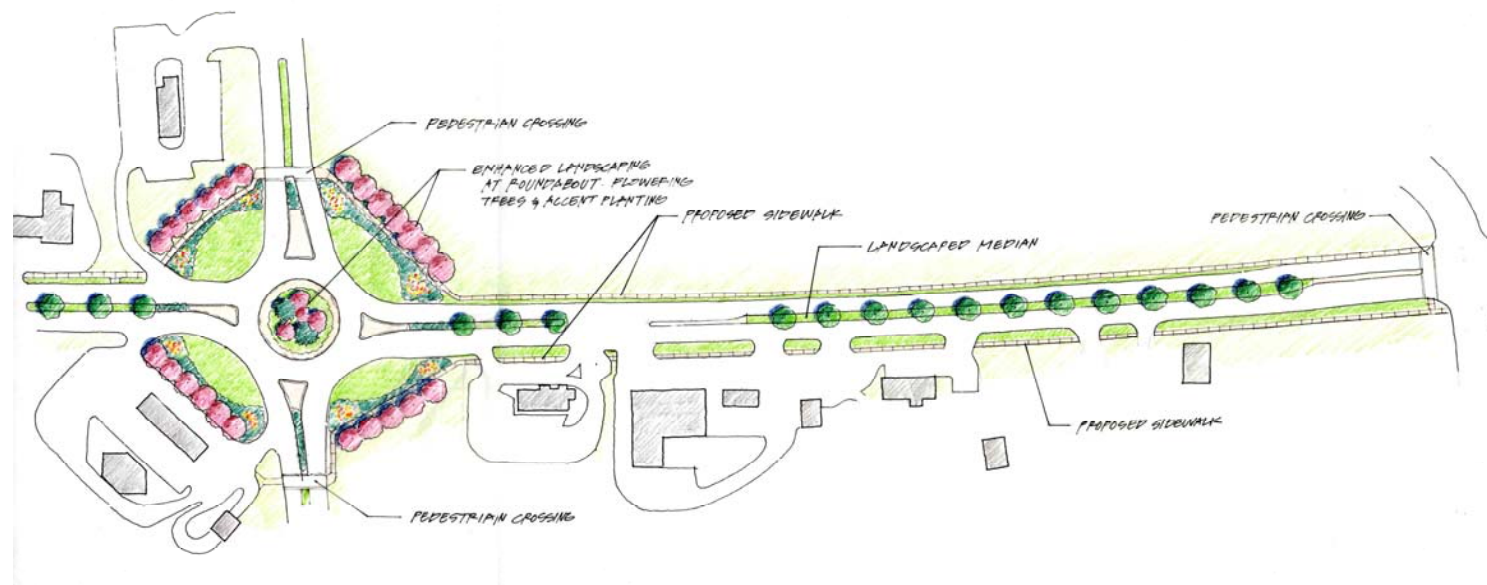 PEDESTRIAN CROSSING
ENHANCED LANDSCAPING
AT ROUNDABOUT. FLOWERING
TREES & ACCENT PLANTING
PROPOSED SIDEWALK
PEDESTRIAN CROSSING
LANDSCAPED MEDIAN
PROPOSED SIDEWALK
PEDESTRIAN CROSSING